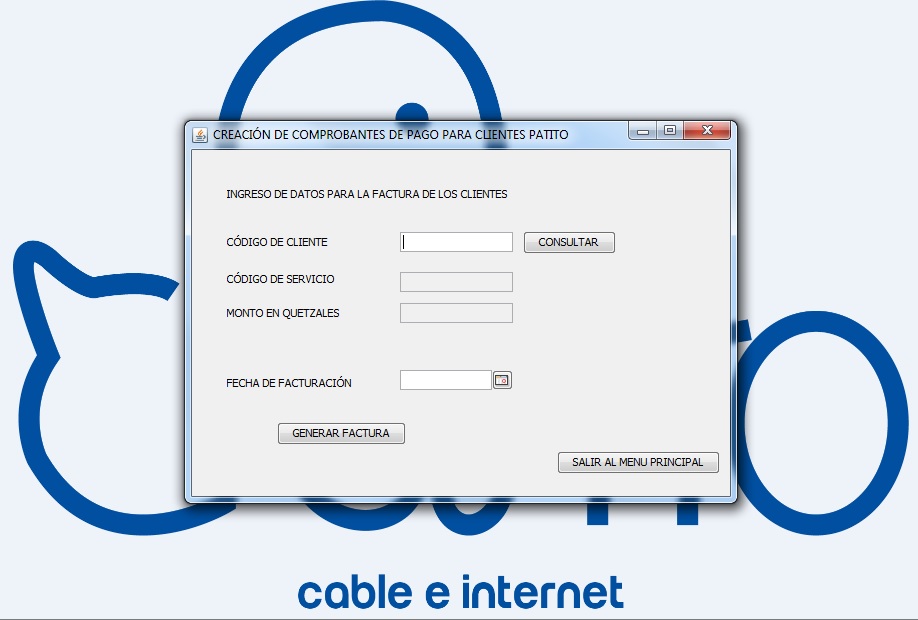 CREACIÓN DE COMPROBANTES DE PAGO PARA CLIENTES PATITO
INGRESO DE DATOS PARA LA FACTURA DE LOS CLIENTES
CÓDIGO DE CLIENTE CONSULTAR
CÓDIGO DE SERVICIO
MONTO EN QUETZALES
FECHA DE FACTURACIÓN
GENERAR FACTURA
SALIR AL MENU PRINCIPAL
cable e internet